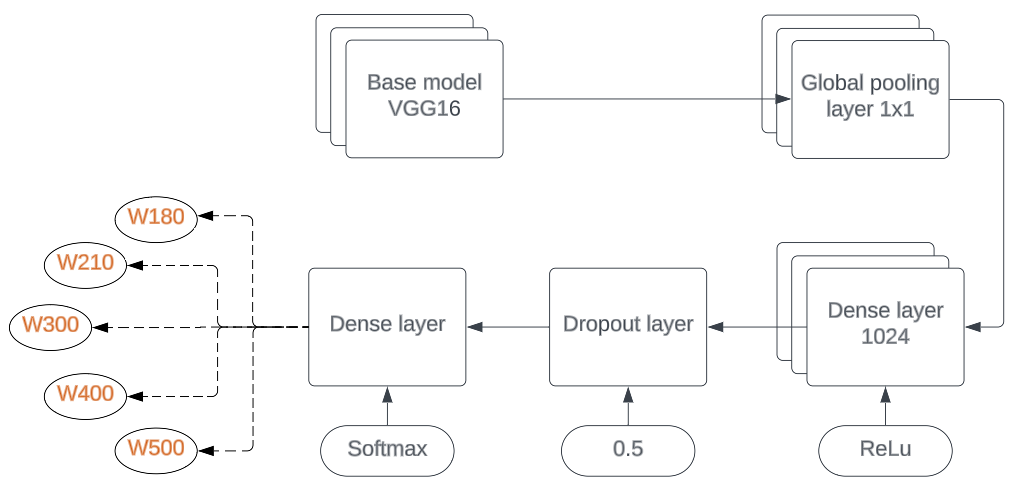 Base model
VGG16
Global pooling
layer 1x1
W180
W210
W300
W400
W500
Dense layer
Dropout layer
Dense layer
1024
Softmax
0.5
ReLu